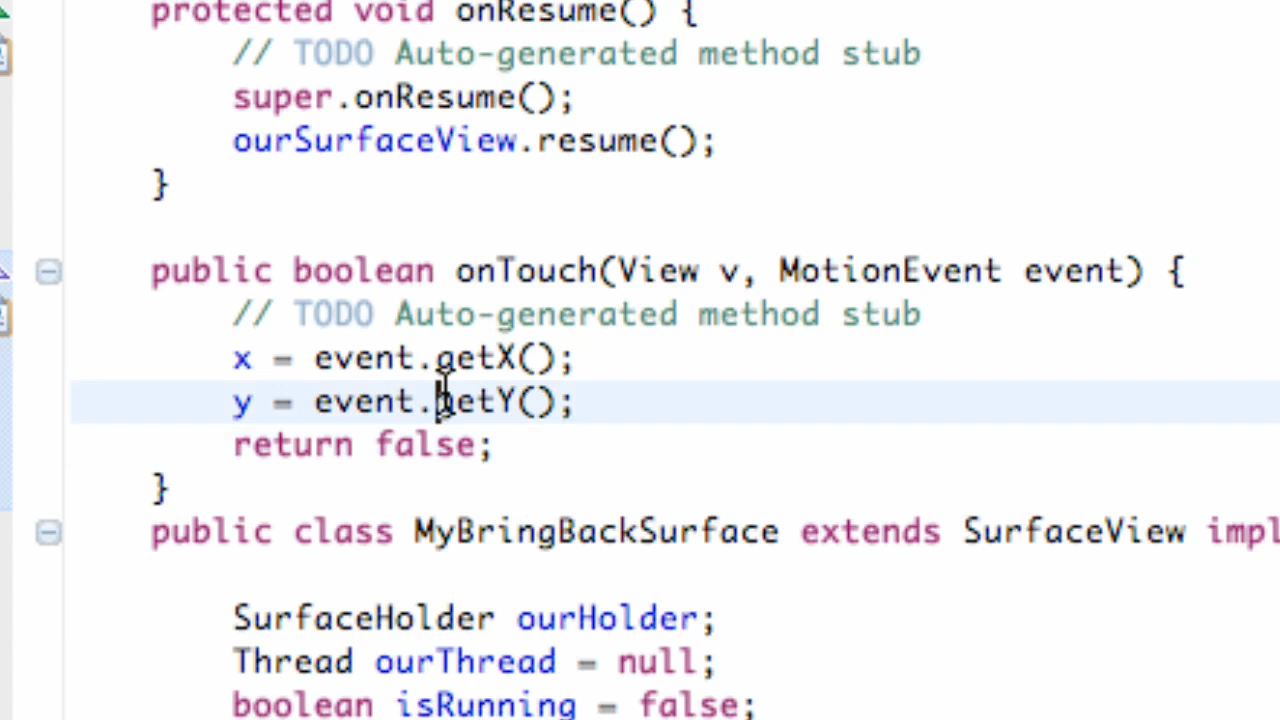 protected void onResume() {
// TODO Auto-generated method stub
super.onResume();
ourSurfaceView.resume();
}
public boolean onTouch(View v, MotionEvent event) {
// TODO Auto-generated method stub
x = event.getX();
y = event.getY();
return false;
}
public class MyBringBackSurface extends SurfaceView impl
SurfaceHolder ourHolder;
Thread ourThread = null;
boolean isRunning = false;